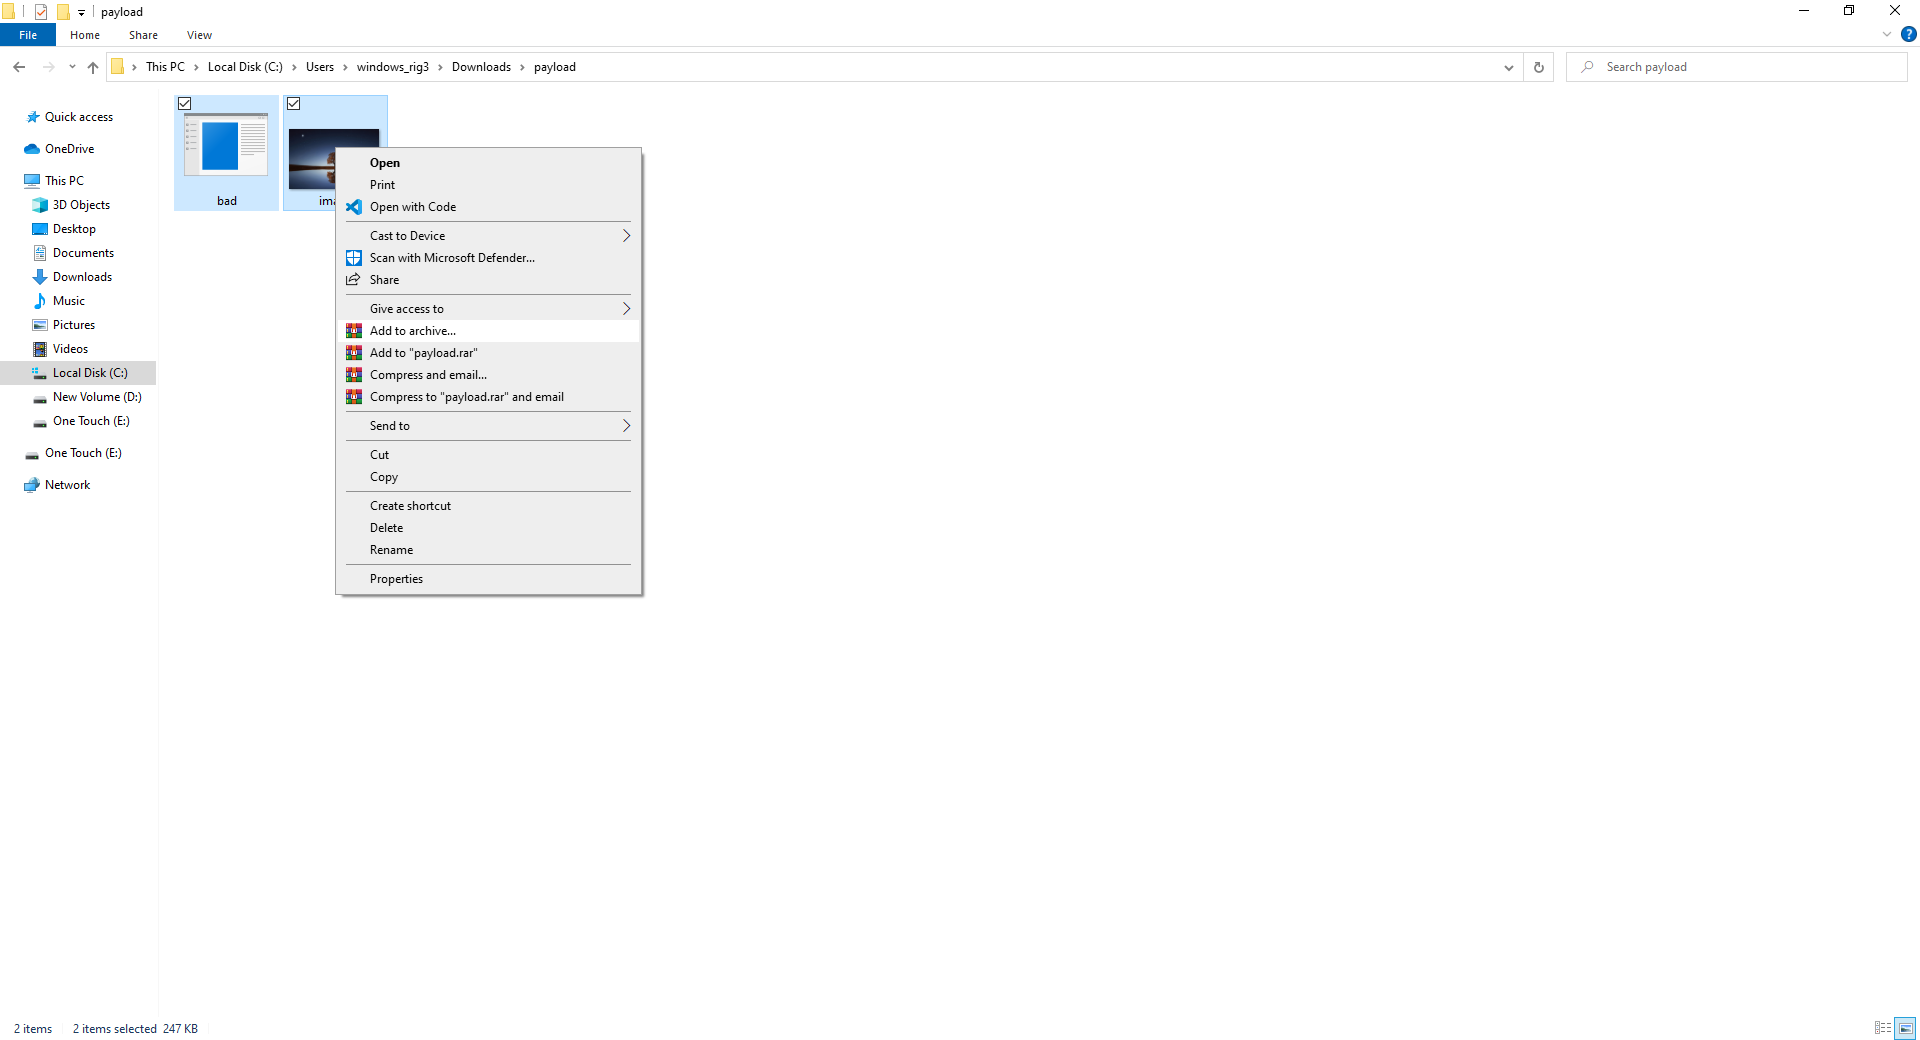 payload
File Home Share View
This PC Local Disk (C:) Users windows_rig3 Downloads payload
Search payload
Quick access
OneDrive
This PC
3D Objects
Desktop
Documents
Downloads
Music
Pictures
Videos
Local Disk (C:)
New Volume (D:)
One Touch (E:)
One Touch (E:)
Network
bad
Open
Print
Open with Code
Cast to Device
Scan with Microsoft Defender...
Share
Give access to
Add to archive...
Add to "payload.rar"
Compress and email...
Compress to "payload.rar" and email
Send to
Cut
Copy
Create shortcut
Delete
Rename
Properties
2 items 2 items selected 247 KB